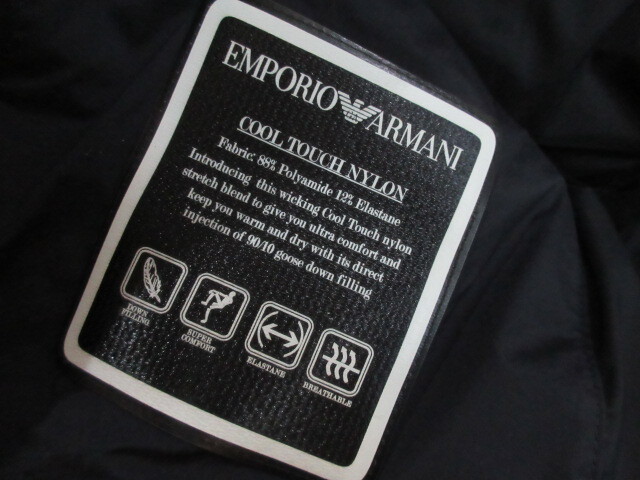 EMPORIO ARMANI
COOL TOUCH NYLON
Fabric: 88% Polyamide 12% Elastane
Introducing this wicking Cool Touch nylon
stretch blend to give you ultra comfort and
keep you warm and dry with its direct
injection of 90/10 goose down filling
DOWN
FILLING
SUPER
COMFORT
ELASTANE
BREATHABLE